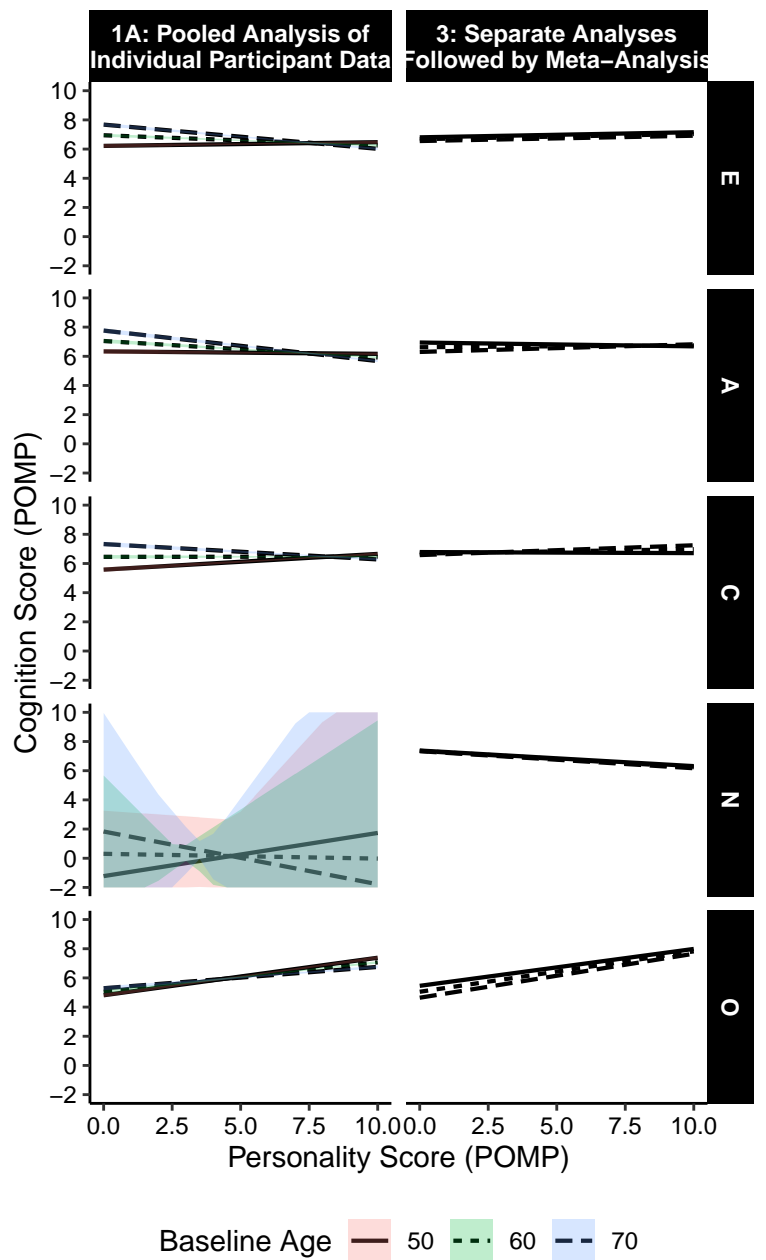 1A: Pooled Analysis of
Individual Participant Data
3: Separate Analyses
Followed by Meta−Analysis
Cognition Score (POMP)
10
8
6
4
2
0
−2
E
10
8
6
4
2
0
−2
A
10
8
6
4
2
0
−2
C
10
8
6
4
2
0
−2
N
10
8
6
4
2
0
−2
O
0.0 2.5 5.0 7.5 10.0 0.0 2.5 5.0 7.5 10.0
Personality Score (POMP)
Baseline Age 50 60 70